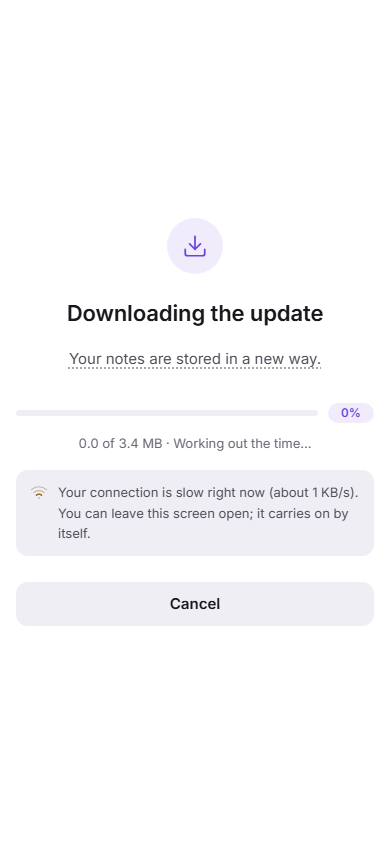 Downloading the update
Your notes are stored in a new way.
0%
0.0 of 3.4 MB · Working out the time...
Your connection is slow right now (about 1 KB/s).
You can leave this screen open; it carries on by
itself.
Cancel